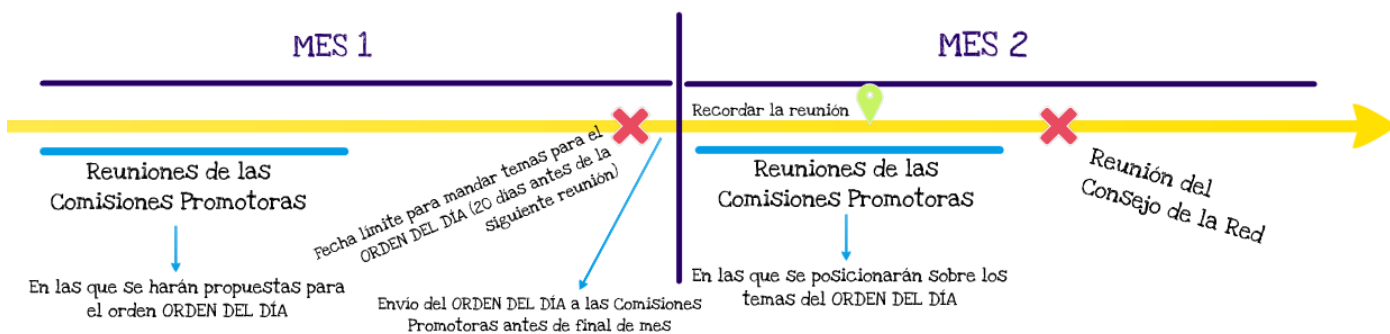 MES 1
MES 2
Recordar la reunión
Reuniones de las
Comisiones Promotoras
En las que se harán propuestas para
el orden ORDEN DEL DÍA
Fecha límite para mandar temas para el
ORDEN DEL DÍA (20 días antes de la
siguiente reunión)
Envío del ORDEN DEL DÍA a las Comisiones
Promotoras antes de final de mes
Reuniones de las
Comisiones Promotoras
En las que se posicionarán sobre los
temas del ORDEN DEL DÍA
Reunión del
Consejo de la Red